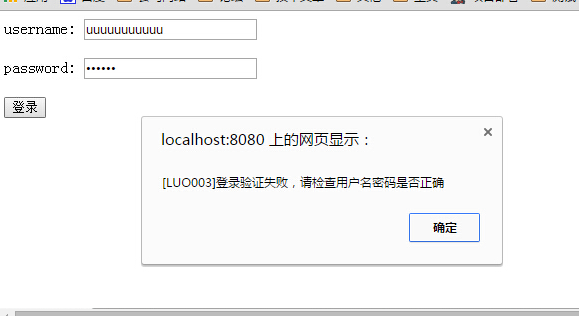 username: uuuuuuuuuuu
password: ••••••
登录
localhost:8080 上的网页显示：
[LUO003]登录验证失败，请检查用户名密码是否正确
确定